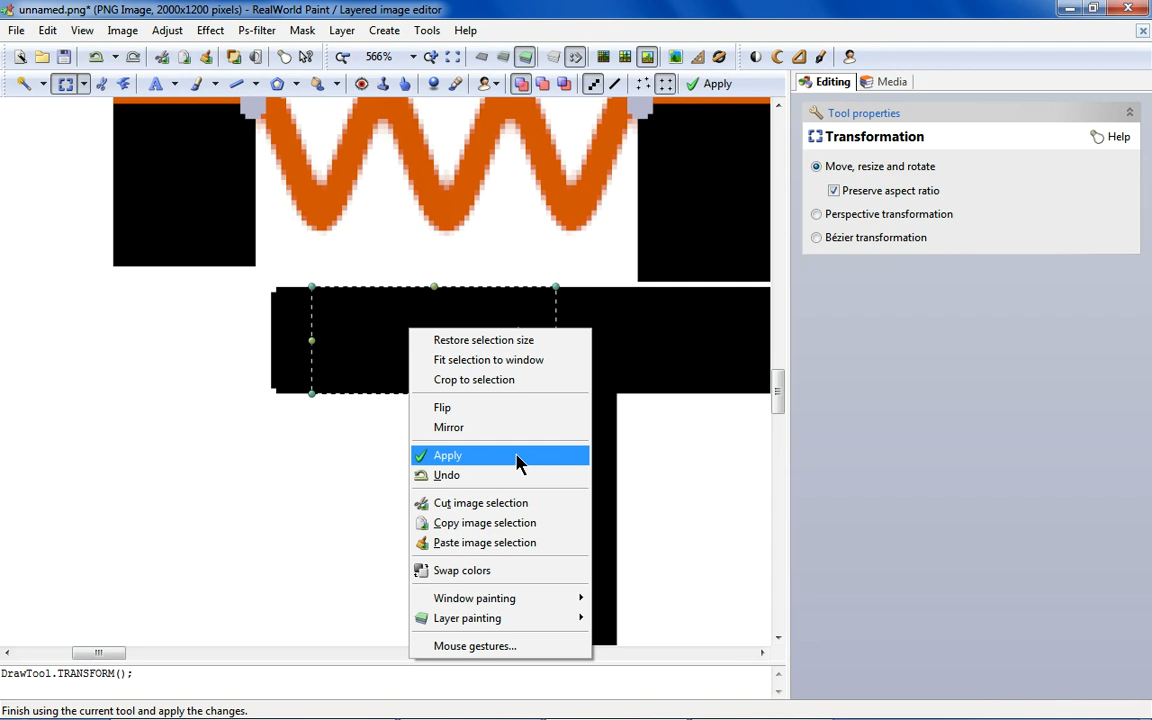 unnamed.png* (PNG Image, 2000x1200 pixels) - RealWorld Paint / Layered image editor
File Edit View Image Adjust Effect Ps-filter Mask Layer Create Tools Help
566%
Apply
Editing Media
Tool properties
Transformation Help
Move, resize and rotate
Preserve aspect ratio
Perspective transformation
Bézier transformation
Restore selection size
Fit selection to window
Crop to selection
Flip
Mirror
Apply
Undo
Cut image selection
Copy image selection
Paste image selection
Swap colors
Window painting
Layer painting
Mouse gestures...
DrawTool.TRANSFORM();
Finish using the current tool and apply the changes.